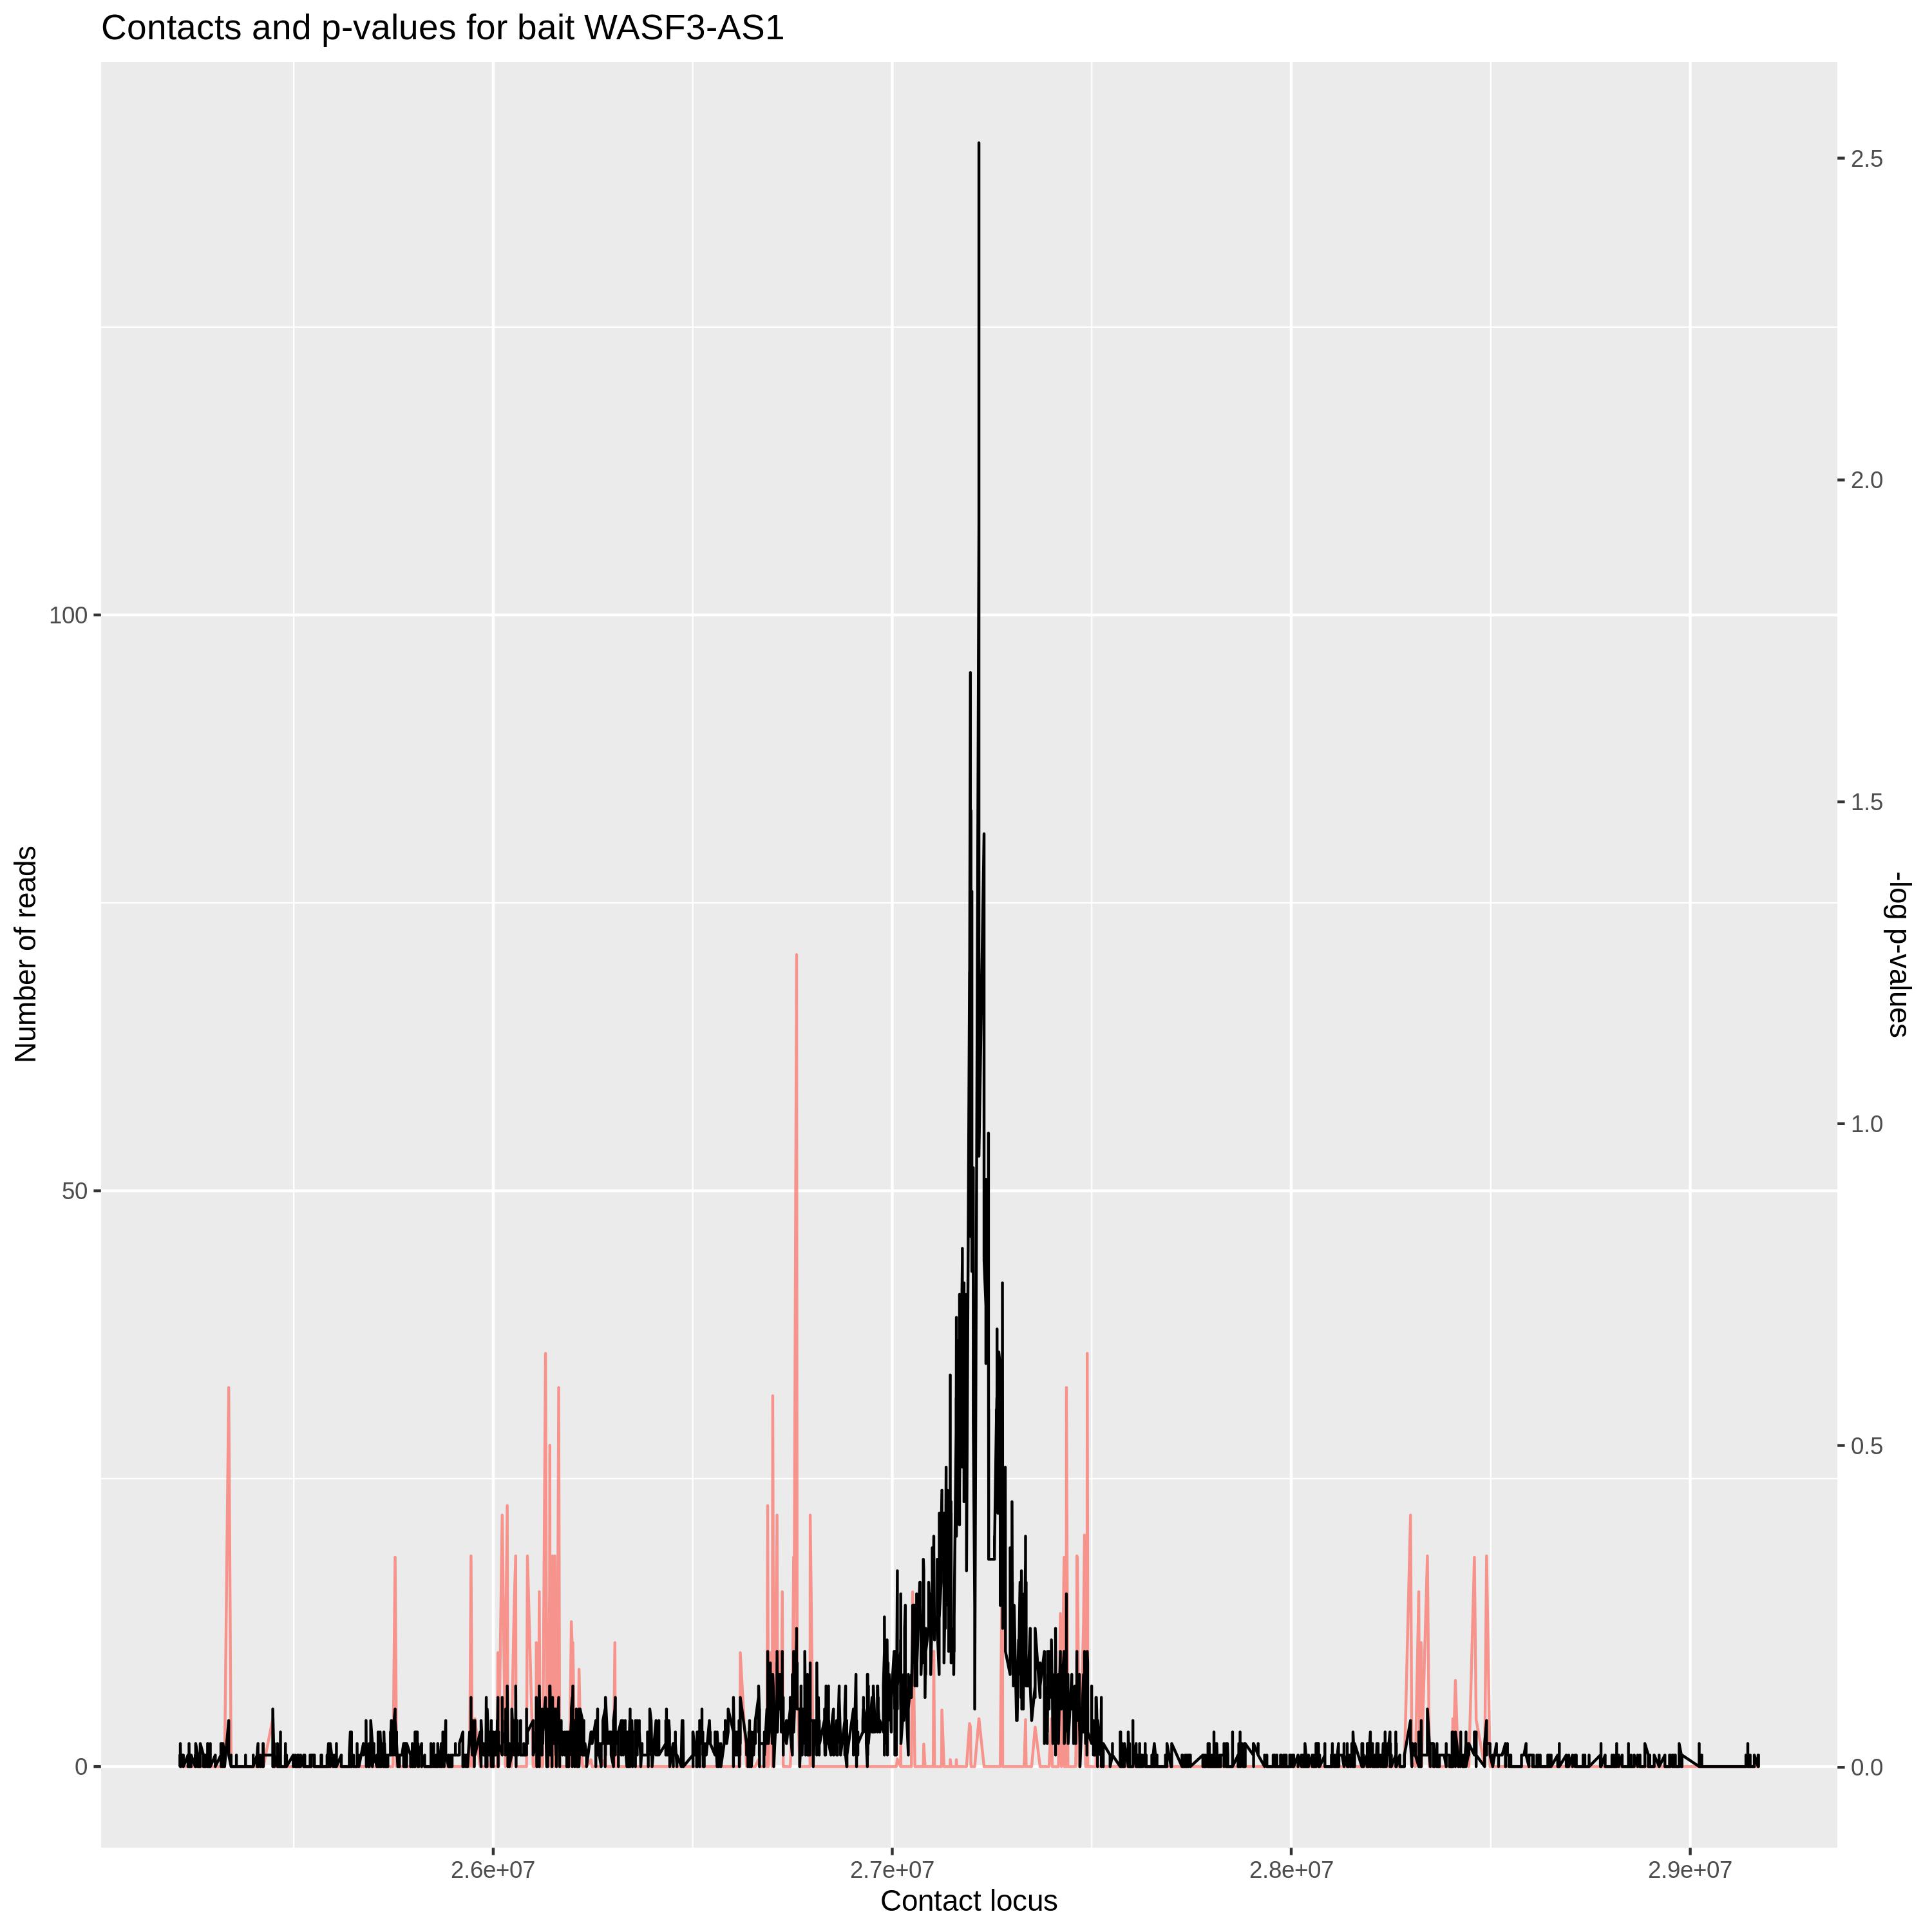 Contacts and p-values for bait WASF3-AS1
2.5
2.0
100
1.5
Number of reads
-log p-values
1.0
50
0.5
0
0.0
2.6e+07
2.7e+07
2.8e+07
2.9e+07
Contact locus